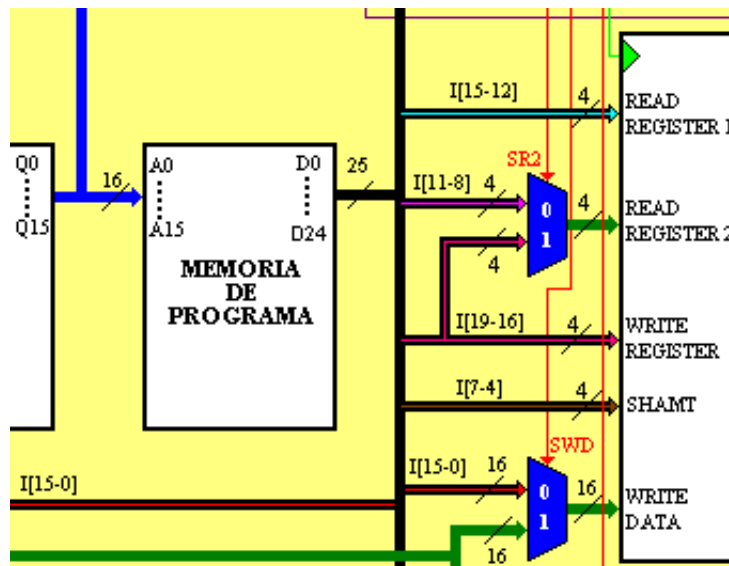 I[15-12]
4
READ
REGISTER 1
Q0
Q15
16
A0
A15
D0
D24
25
MEMORIA
DE
PROGRAMA
SR2
I[11-8]
4
0
1
4
4
READ
REGISTER 2
I[19-16]
4
WRITE
REGISTER
I[7-4]
4
SHAMT
SWD
I[15-0]
I[15-0]
16
0
1
16
16
WRITE
DATA